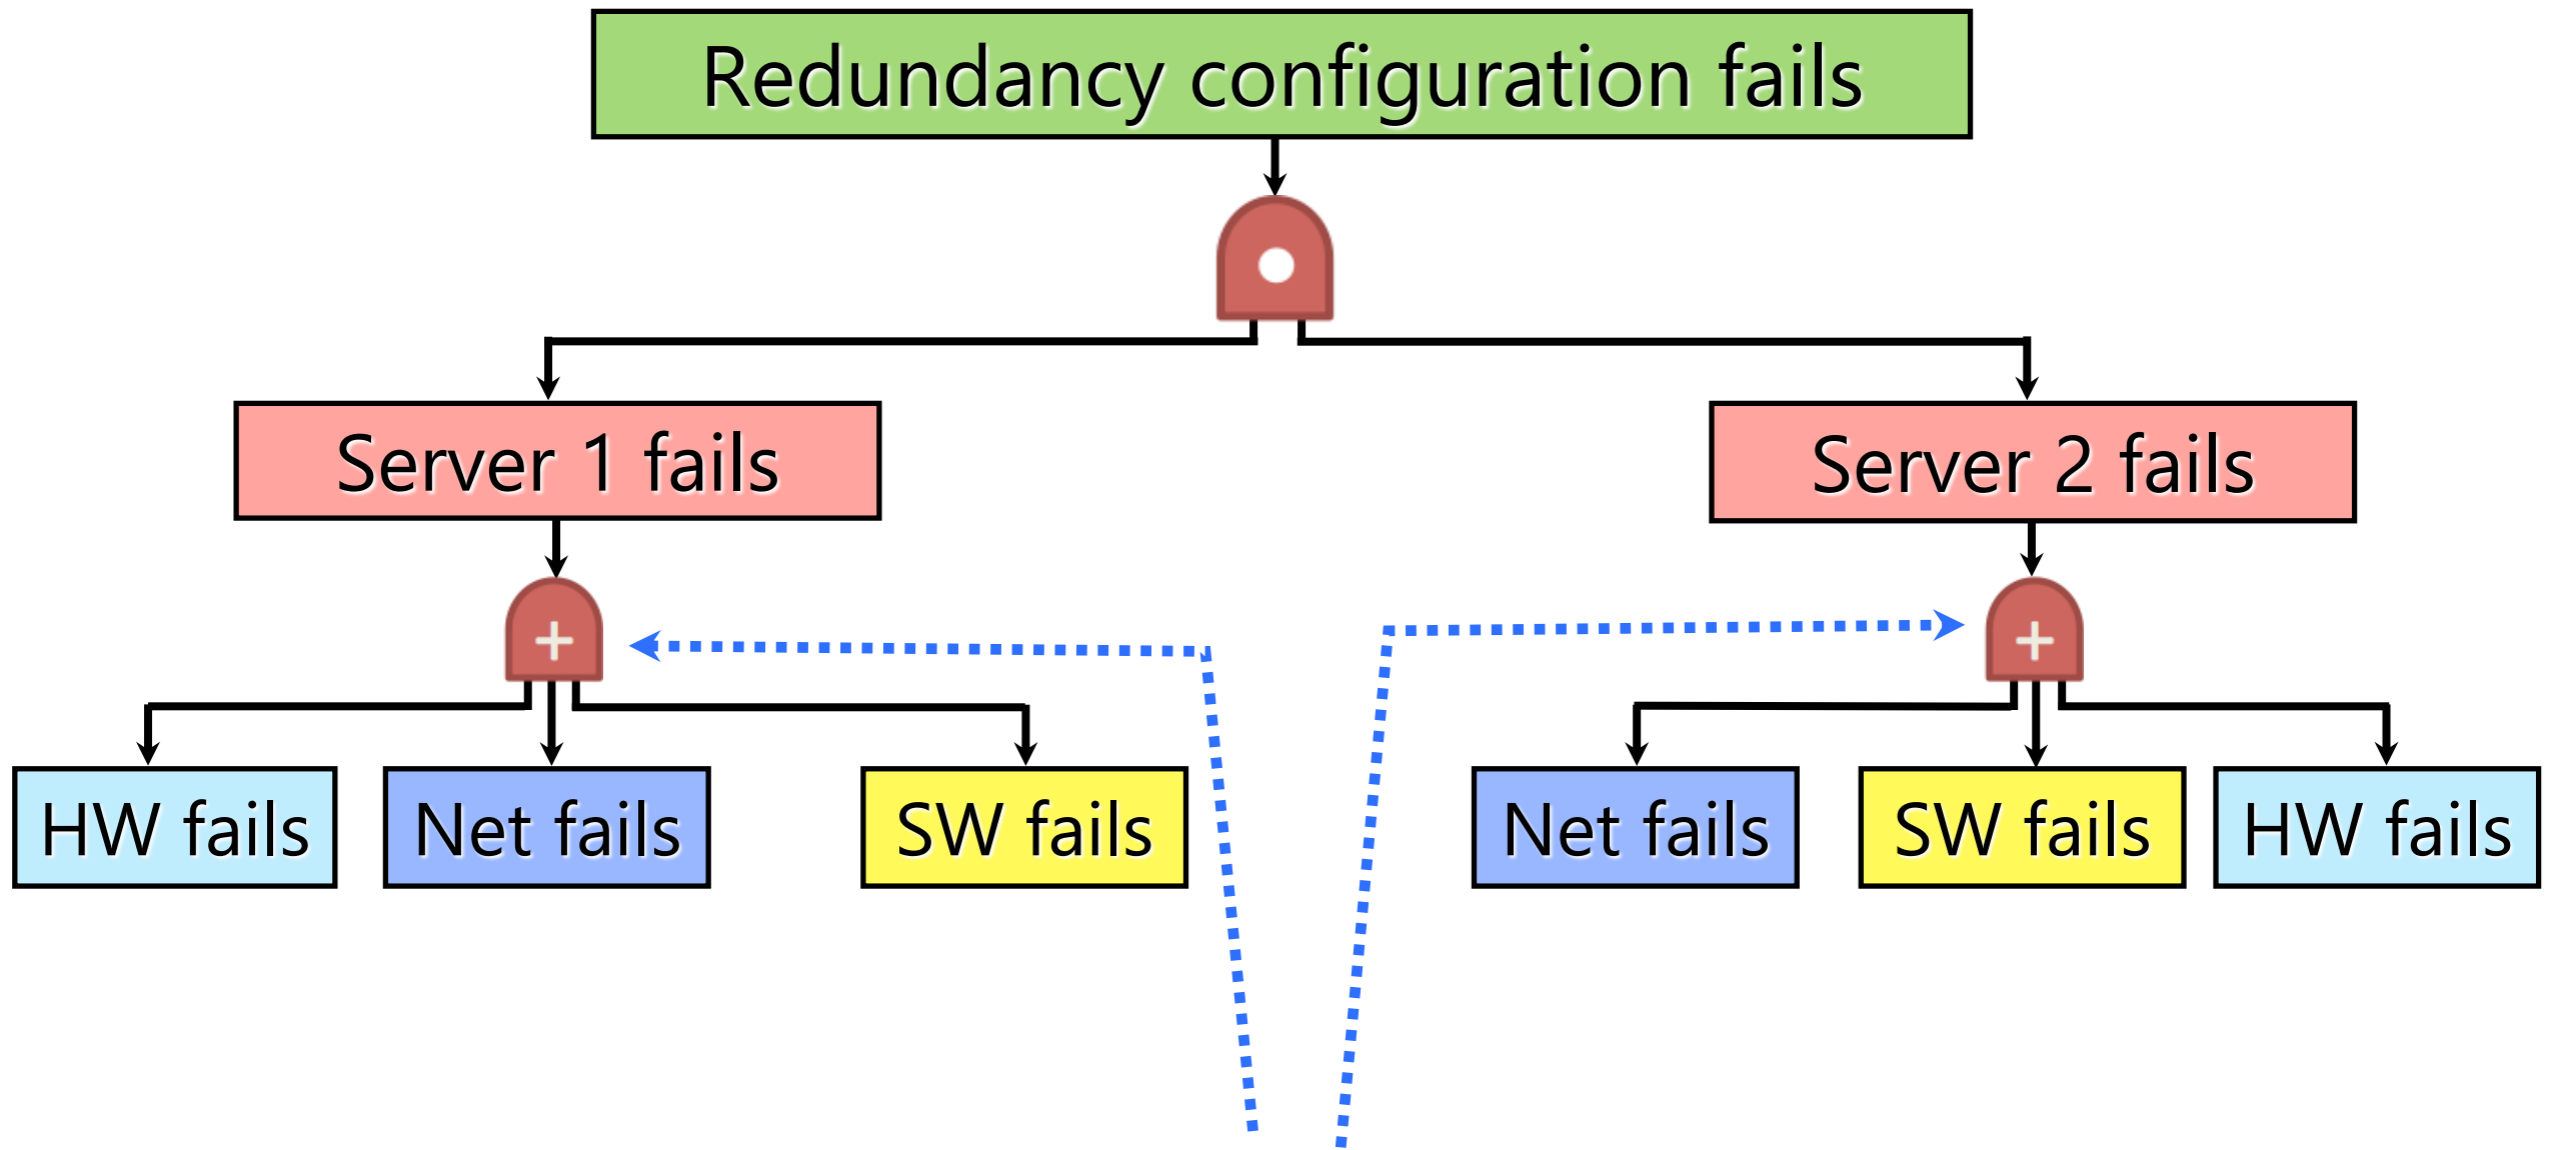 Redundancy configuration fails
Server 1 fails
Server 2 fails
+
+
HW fails
Net fails
SW fails
Net fails
SW fails
HW fails